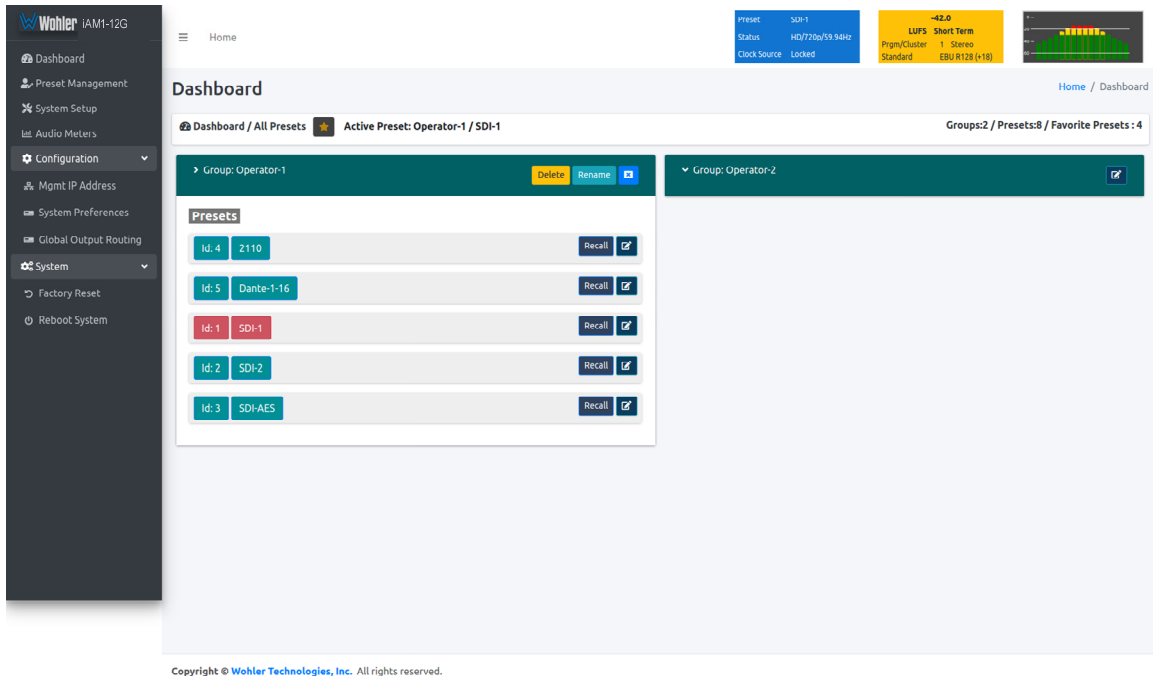 Wohler iAM1-12G
Dashboard
Preset Management
System Setup
Audio Meters
Configuration
Mgmt IP Address
System Preferences
Global Output Routing
System
Factory Reset
Reboot System
Home
Preset SDI-1
Status HD/720p/59.94Hz
Clock Source Locked
-42.0
LUFS Short Term
Prgm/Cluster 1 Stereo
Standard EBU R128 (+18)
Dashboard
Home / Dashboard
Dashboard / All Presets Active Preset: Operator-1 / SDI-1
Groups:2 / Presets:8 / Favorite Presets : 4
Group: Operator-1
Delete Rename
Group: Operator-2
Presets
Id: 4 2110 Recall
Id: 5 Dante-1-16 Recall
Id: 1 SDI-1 Recall
Id: 2 SDI-2 Recall
Id: 3 SDI-AES Recall
Copyright © Wohler Technologies, Inc. All rights reserved.